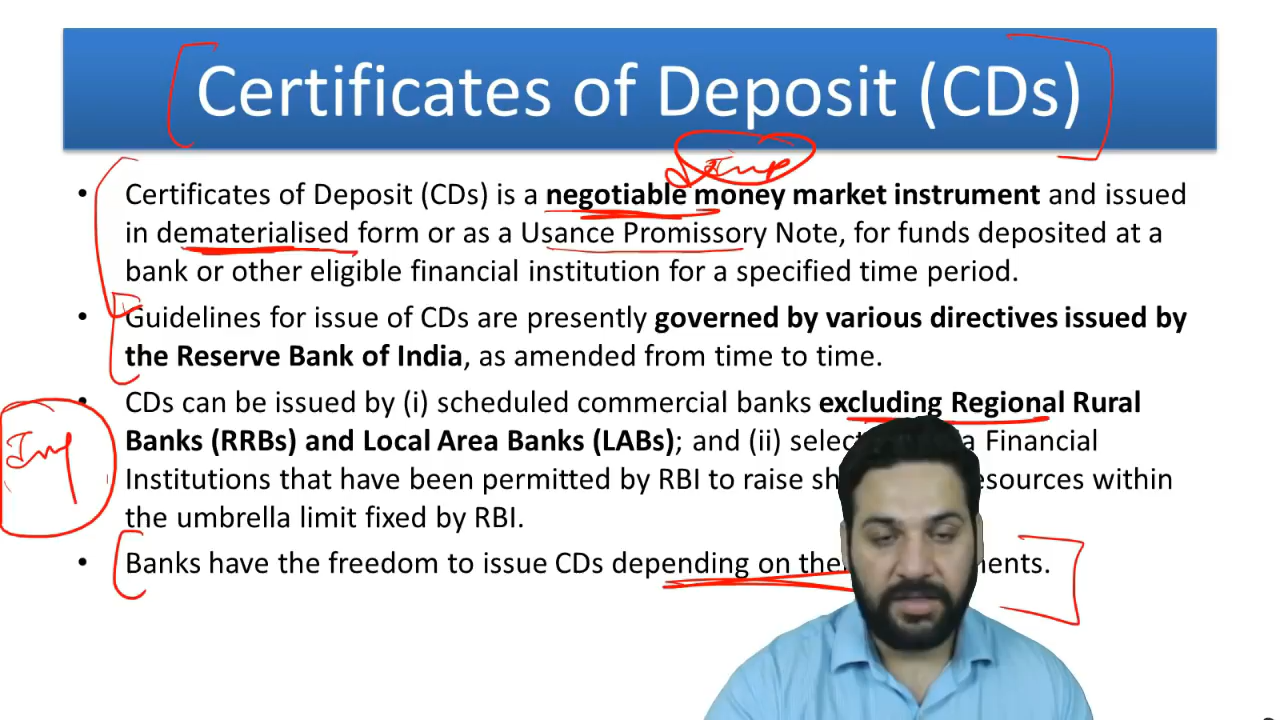 Certificates of Deposit (CDs)
Imp
• Certificates of Deposit (CDs) is a negotiable money market instrument and issued
in dematerialised form or as a Usance Promissory Note, for funds deposited at a
bank or other eligible financial institution for a specified time period.
• Guidelines for issue of CDs are presently governed by various directives issued by
the Reserve Bank of India, as amended from time to time.
• CDs can be issued by (i) scheduled commercial banks excluding Regional Rural
Banks (RRBs) and Local Area Banks (LABs); and (ii) Financial
Imp
Institutions that have been permitted by RBI to raise within
the umbrella limit fixed by RBI.
• Banks have the freedom to issue CDs depending on